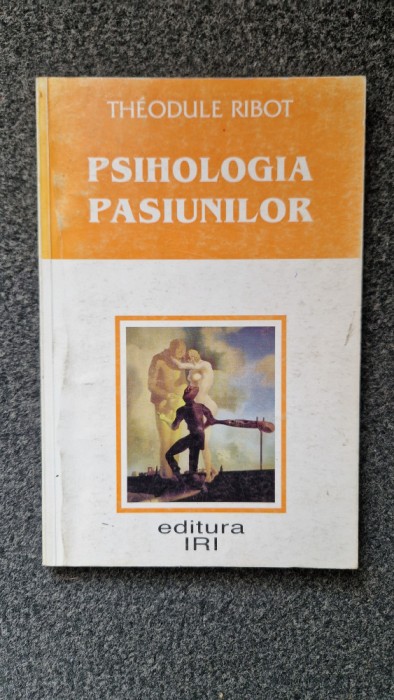 THÉODULE RIBOT
PSIHOLOGIA
PASIUNILOR
editura
IRI